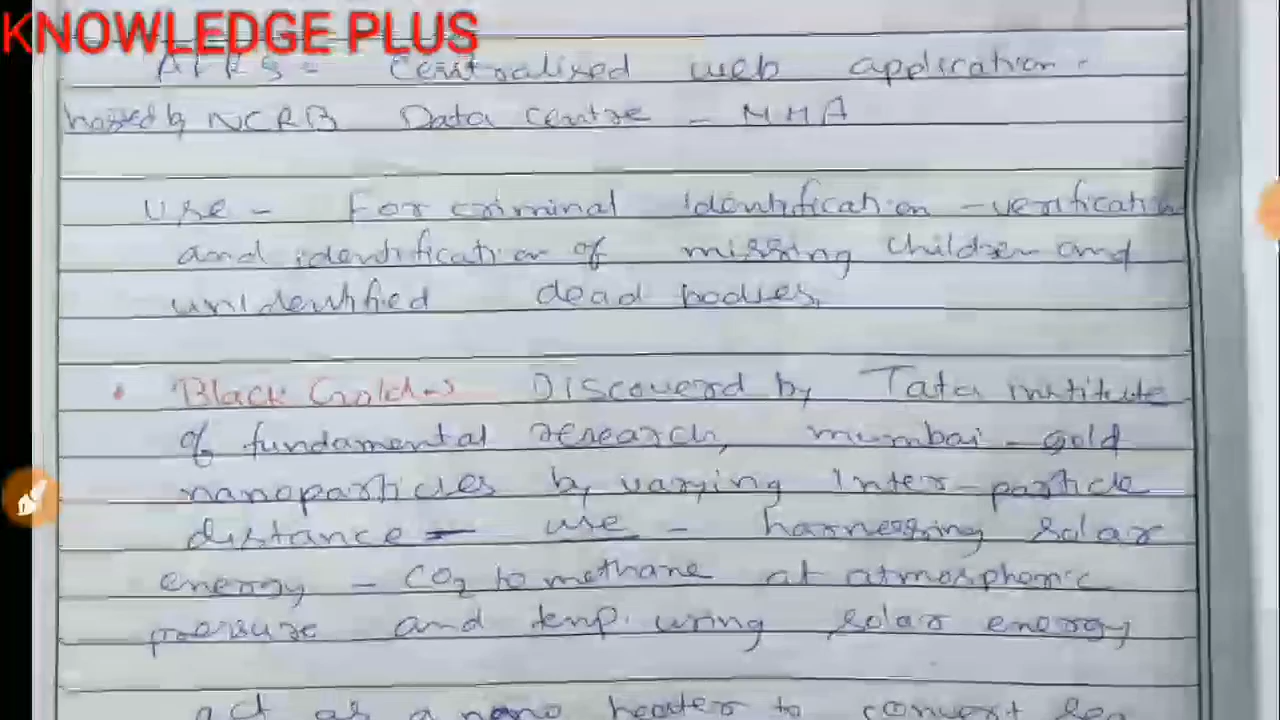 KNOWLEDGE PLUS
AFRS - Centralised web application -
hosted by NCRB Data centre - MHA
Use - For criminal identification - verification
and identification of missing children and
unidentified dead bodies.
• Black Gold → Discovered by Tata institute
of fundamental research, mumbai - gold
nanoparticles by varying Inter-particle
distance - use - harnessing solar
energy - CO2 to methane at atmospheric
pressure and temp. using solar energy
act as a nano heater to convert sea